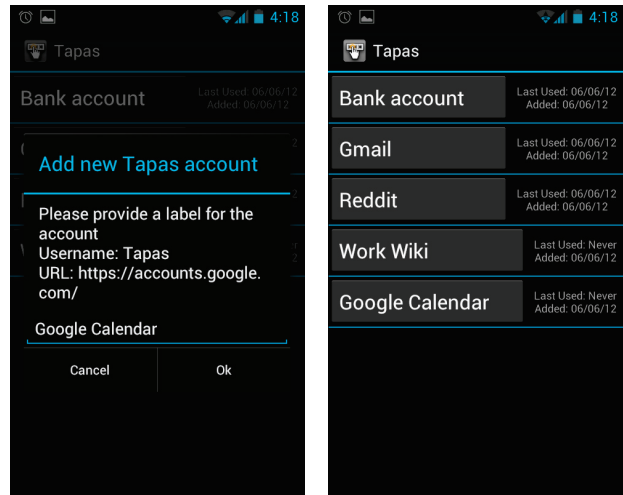 4:18
Tapas
Bank account
Last Used: 06/06/12
Added: 06/06/12
Add new Tapas account
Please provide a label for the
account
Username: Tapas
URL: https://accounts.google.
com/
Google Calendar
Cancel
Ok
4:18
Tapas
Bank account
Last Used: 06/06/12
Added: 06/06/12
Gmail
Last Used: 06/06/12
Added: 06/06/12
Reddit
Last Used: 06/06/12
Added: 06/06/12
Work Wiki
Last Used: Never
Added: 06/06/12
Google Calendar
Last Used: Never
Added: 06/06/12